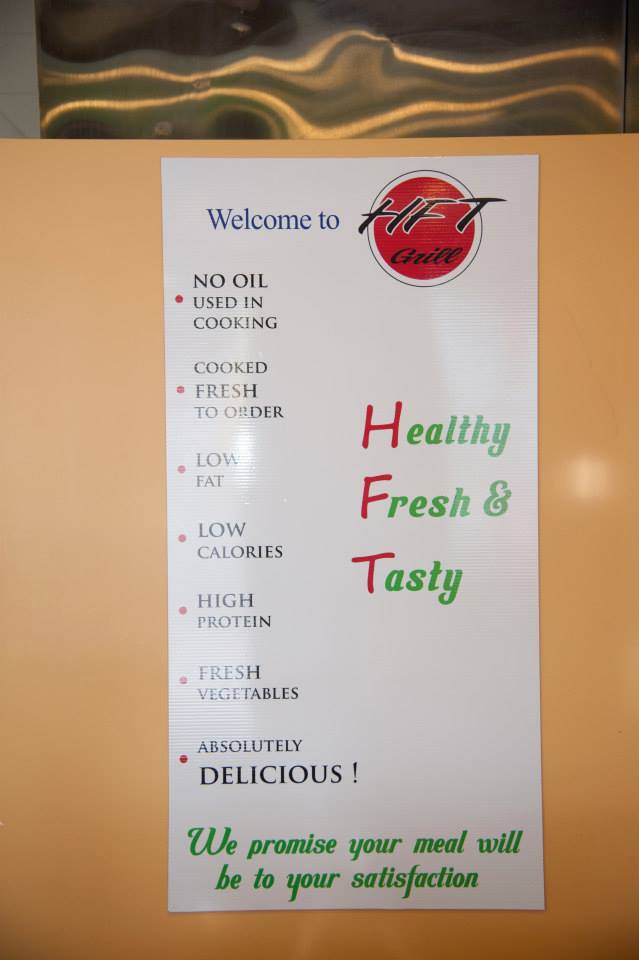 Welcome to HFT
Grill
NO OIL
USED IN
COOKING
COOKED
FRESH
TO ORDER
LOW
FAT
LOW
CALORIES
HIGH
PROTEIN
FRESH
VEGETABLES
ABSOLUTELY
DELICIOUS !
Healthy
Fresh &
Tasty
We promise your meal will
be to your satisfaction